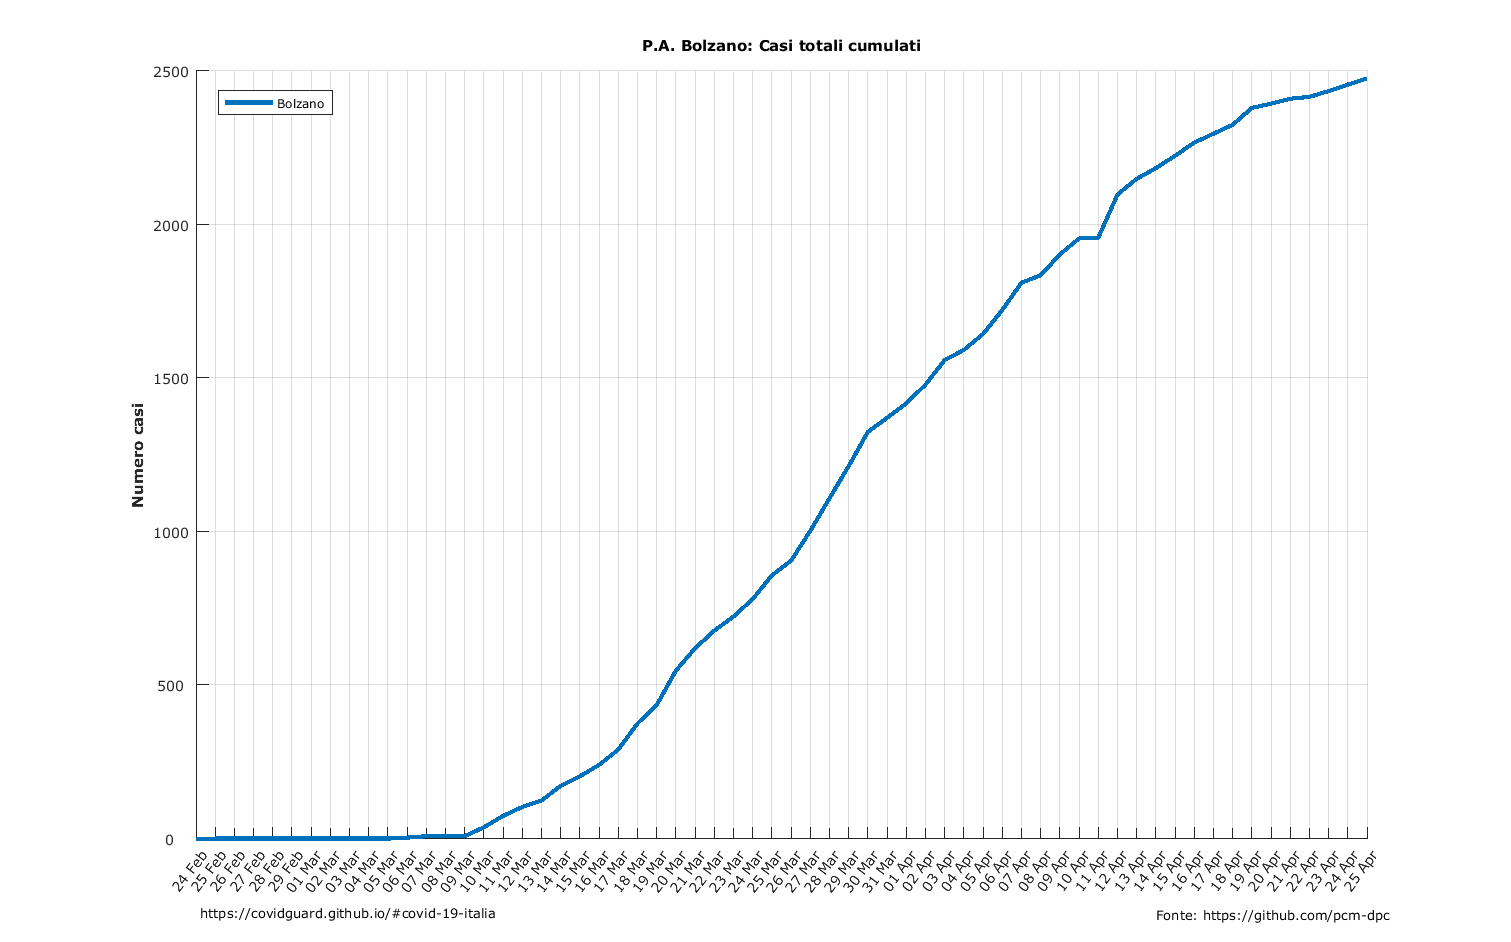 P.A. Bolzano: Casi totali cumulati
Bolzano
Numero casi
2500
2000
1500
1000
500
0
24 Feb
25 Feb
26 Feb
27 Feb
28 Feb
29 Feb
01 Mar
02 Mar
03 Mar
04 Mar
05 Mar
06 Mar
07 Mar
08 Mar
09 Mar
10 Mar
11 Mar
12 Mar
13 Mar
14 Mar
15 Mar
16 Mar
17 Mar
18 Mar
19 Mar
20 Mar
21 Mar
22 Mar
23 Mar
24 Mar
25 Mar
26 Mar
27 Mar
28 Mar
29 Mar
30 Mar
31 Mar
01 Apr
02 Apr
03 Apr
04 Apr
05 Apr
06 Apr
07 Apr
08 Apr
09 Apr
10 Apr
11 Apr
12 Apr
13 Apr
14 Apr
15 Apr
16 Apr
17 Apr
18 Apr
19 Apr
20 Apr
21 Apr
22 Apr
23 Apr
24 Apr
25 Apr
https://covidguard.github.io/#covid-19-italia
Fonte: https://github.com/pcm-dpc